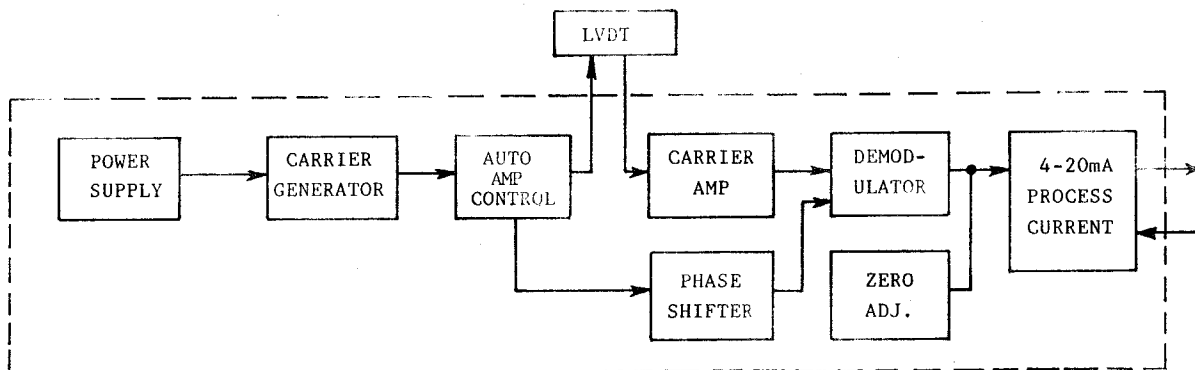 LVDT
POWER
SUPPLY
CARRIER
GENERATOR
AUTO
AMP
CONTROL
CARRIER
AMP
DEMOD-
ULATOR
4-20mA
PROCESS
CURRENT
PHASE
SHIFTER
ZERO
ADJ.